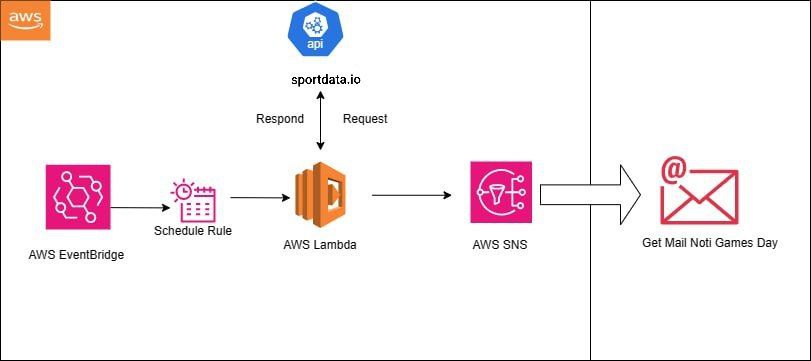 aws
api
sportdata.io
Respond Request
AWS EventBridge
Schedule Rule
AWS Lambda
AWS SNS
@
Get Mail Noti Games Day